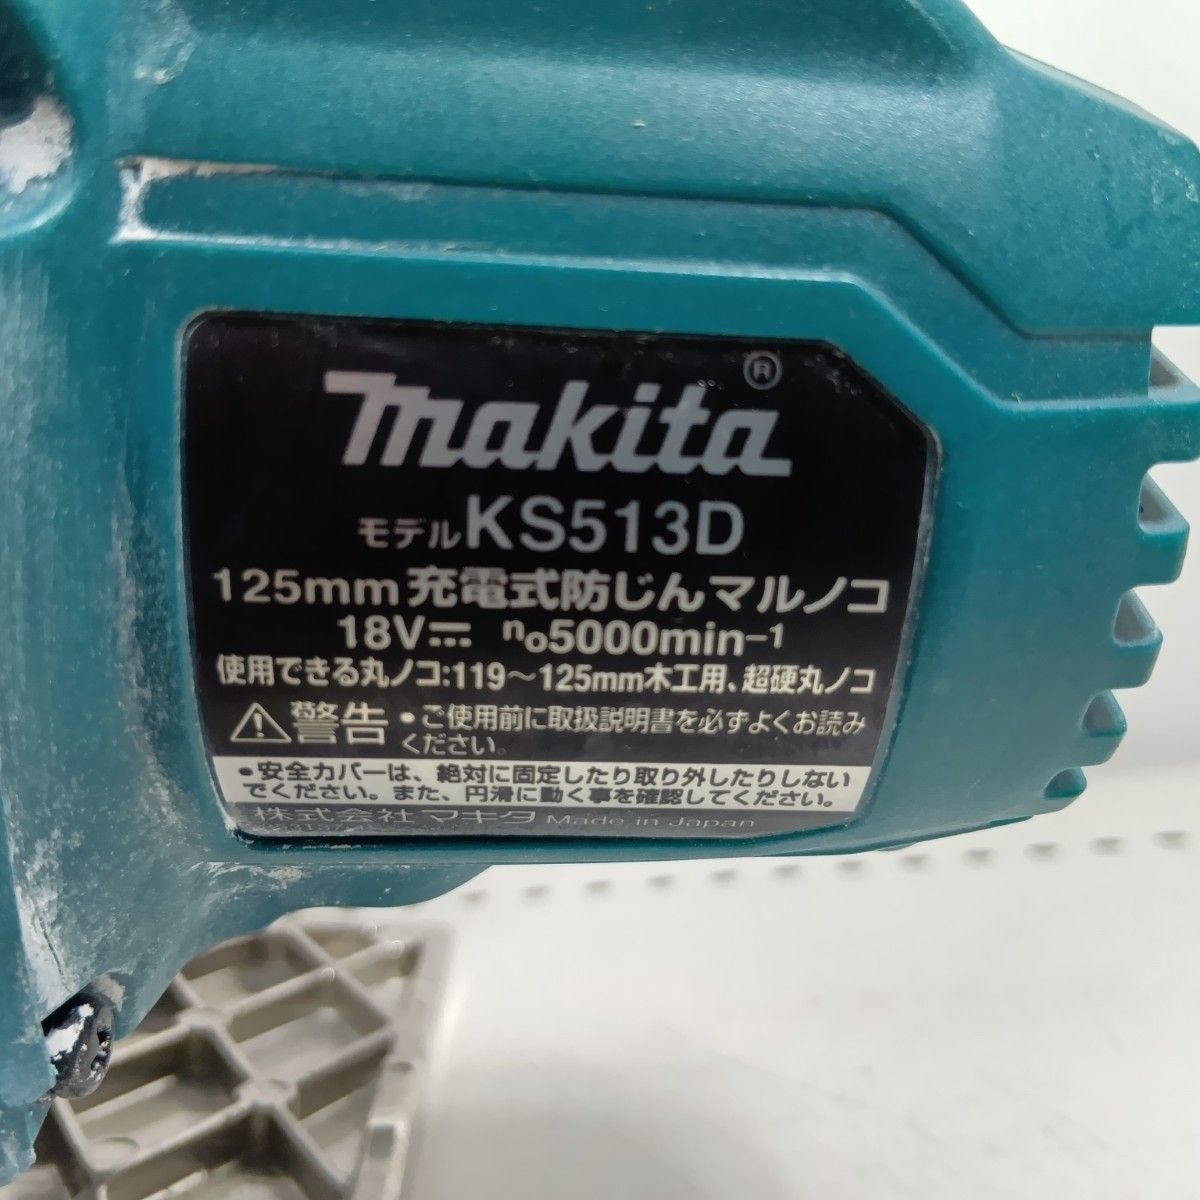 makita®
モデルKS513D
125mm 充電式防じんマルノコ
18V⎓ n₀5000min⁻¹
使用できる丸ノコ:119～125mm木工用、超硬丸ノコ
⚠警告 •ご使用前に取扱説明書を必ずよくお読み
ください。
•安全カバーは、絶対に固定したり取り外したりしない
でください。また、円滑に動く事を確認してください。
株式会社 マキタ Made in Japan